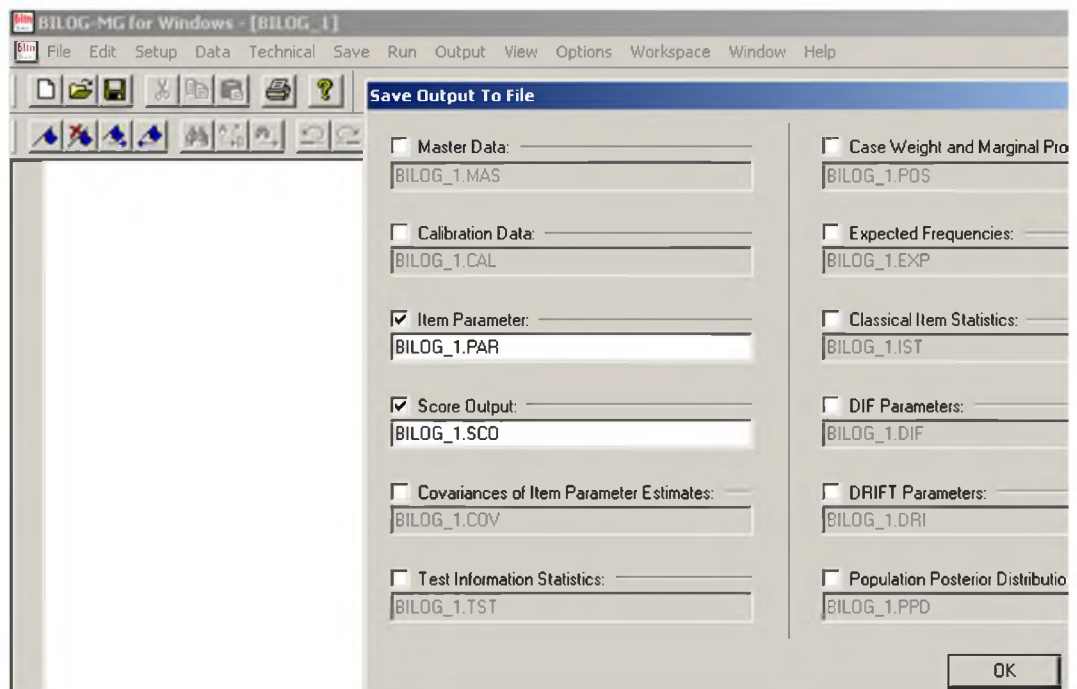 BILOG-MG for Windows - [BILOG_1]
File Edit Setup Data Technical Save Run Output View Options Workspace Window Help
Save Output To File
Master Data:
BILOG_1.MAS
Calibration Data:
BILOG_1.CAL
Item Parameter:
BILOG_1.PAR
Score Output:
BILOG_1.SCO
Covariances of Item Parameter Estimates:
BILOG_1.COV
Test Information Statistics:
BILOG_1.TST
Case Weight and Marginal Pro
BILOG_1.POS
Expected Frequencies:
BILOG_1.EXP
Classical Item Statistics:
BILOG_1.IST
DIF Parameters:
BILOG_1.DIF
DRIFT Parameters:
BILOG_1.DRI
Population Posterior Distributio
BILOG_1.PPD
OK